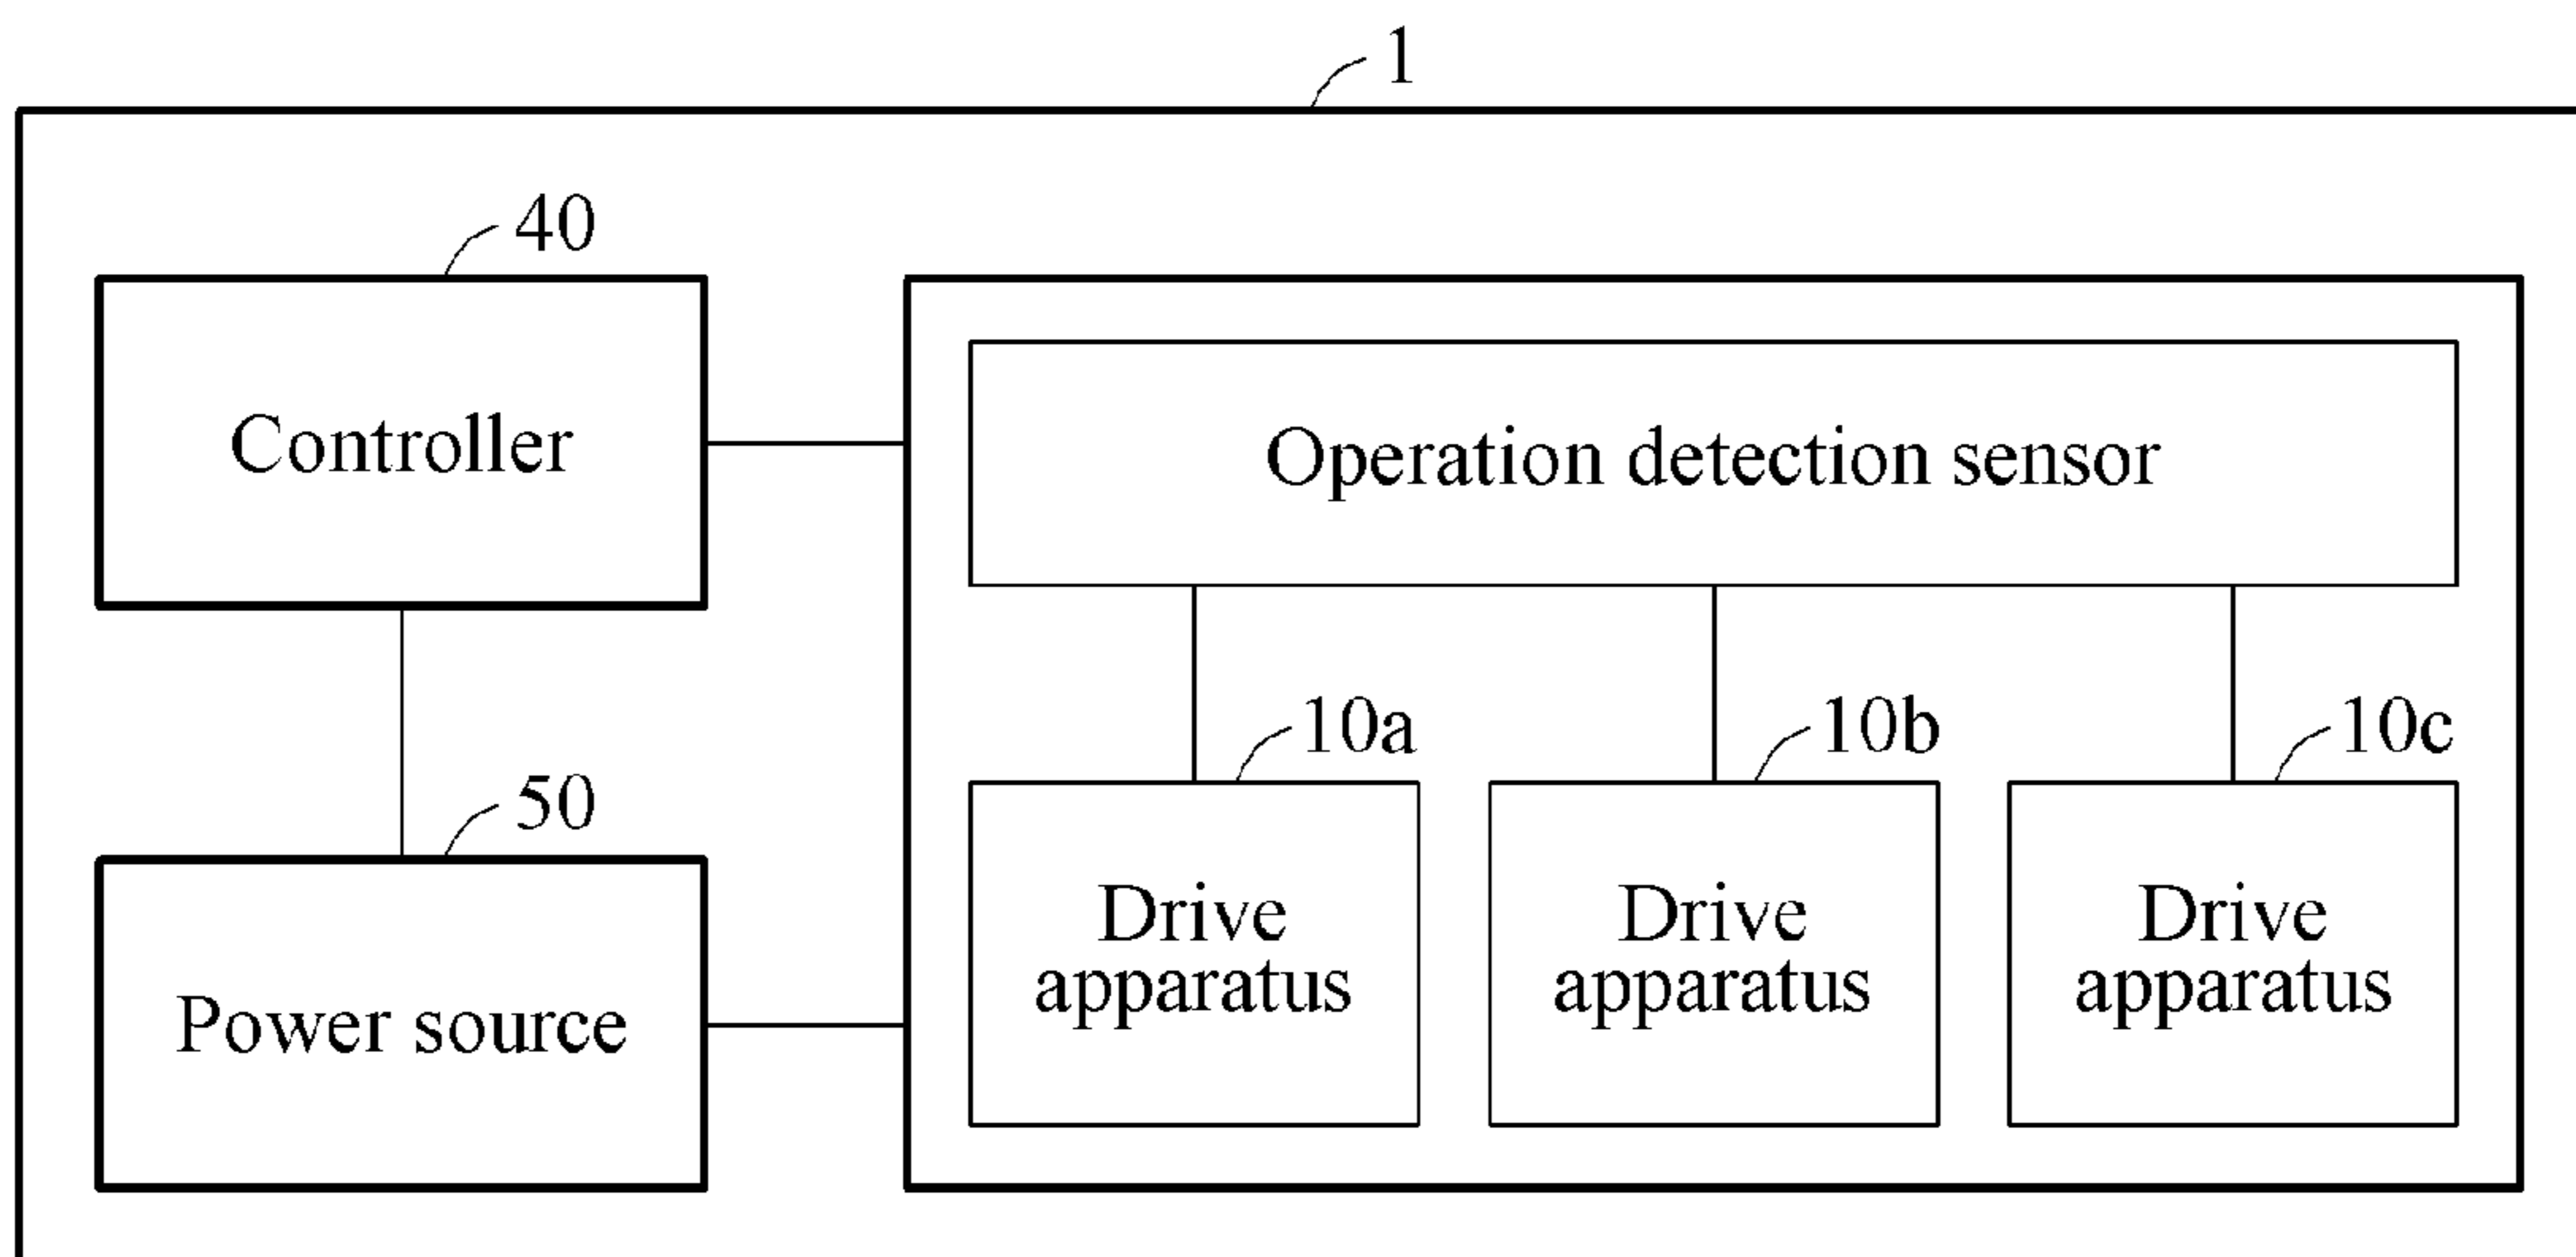 1
40
Controller
Operation detection sensor
10a
10b
10c
50
Power source
Drive
apparatus
Drive
apparatus
Drive
apparatus